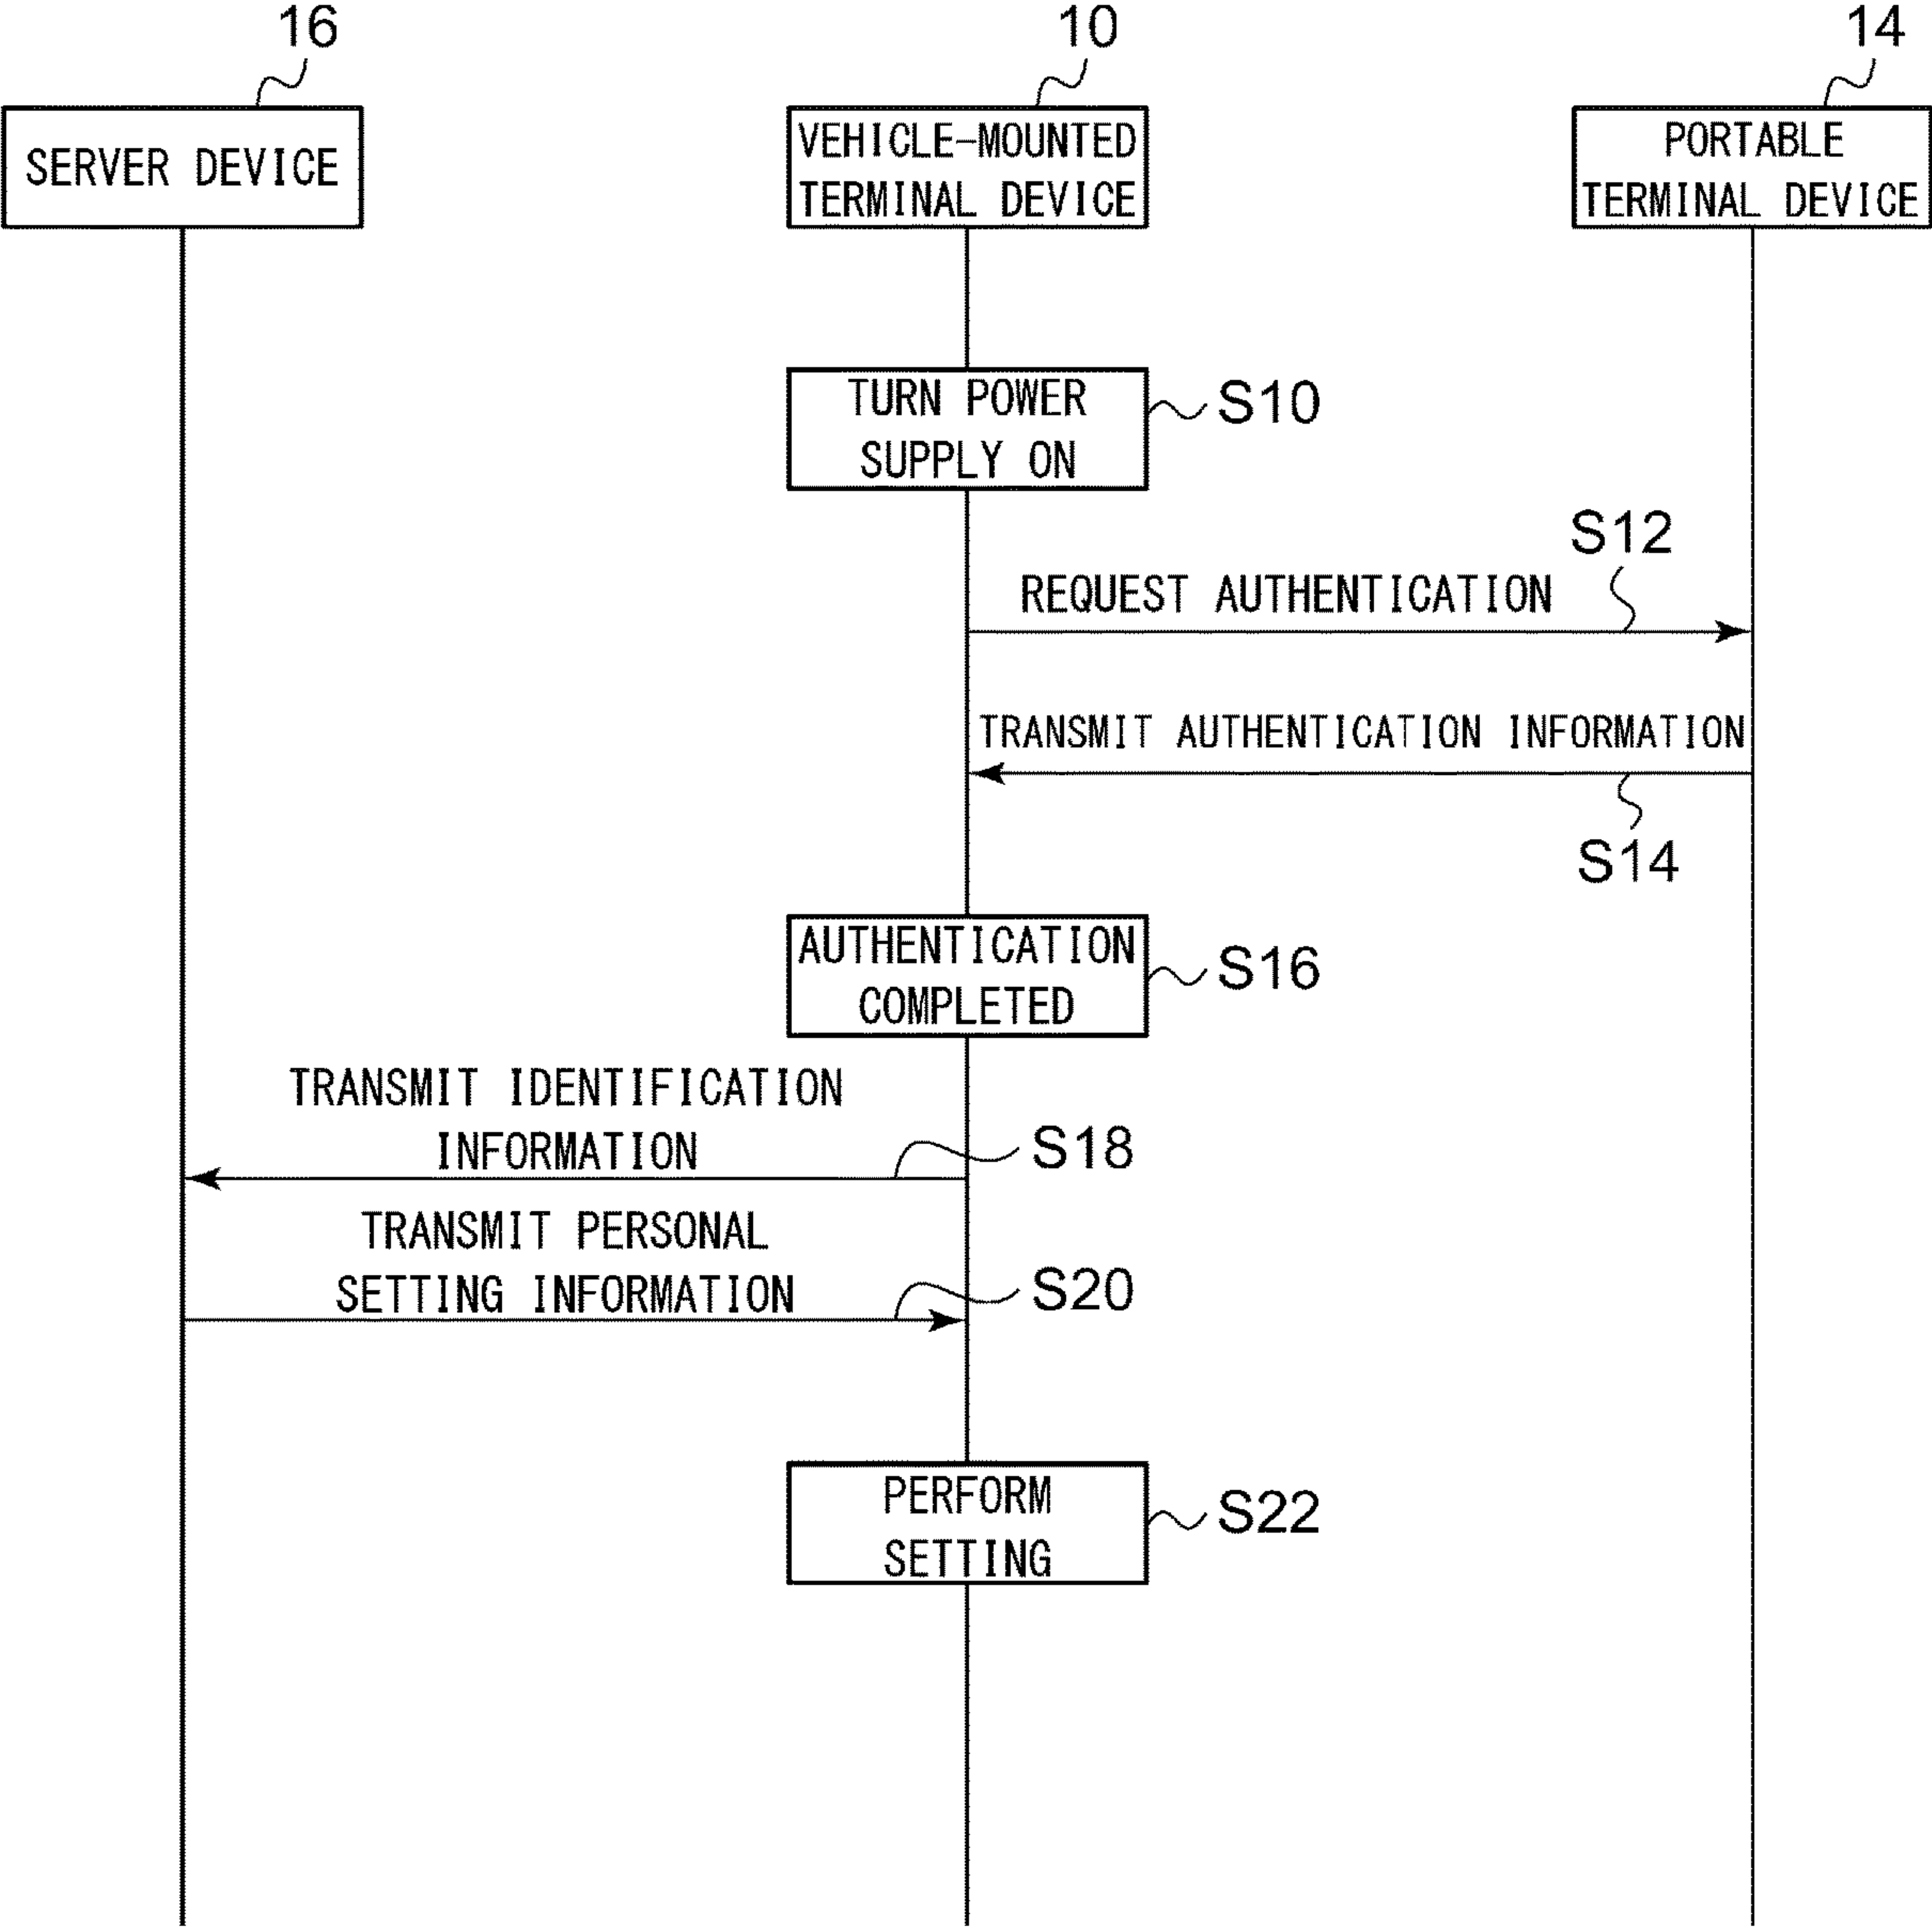 16
10
14
SERVER DEVICE
VEHICLE-MOUNTED
TERMINAL DEVICE
PORTABLE
TERMINAL DEVICE
TURN POWER
SUPPLY ON
S10
S12
REQUEST AUTHENTICATION
TRANSMIT AUTHENTICATION INFORMATION
S14
AUTHENTICATION
COMPLETED
S16
TRANSMIT IDENTIFICATION
INFORMATION
S18
TRANSMIT PERSONAL
SETTING INFORMATION
S20
PERFORM
SETTING
S22